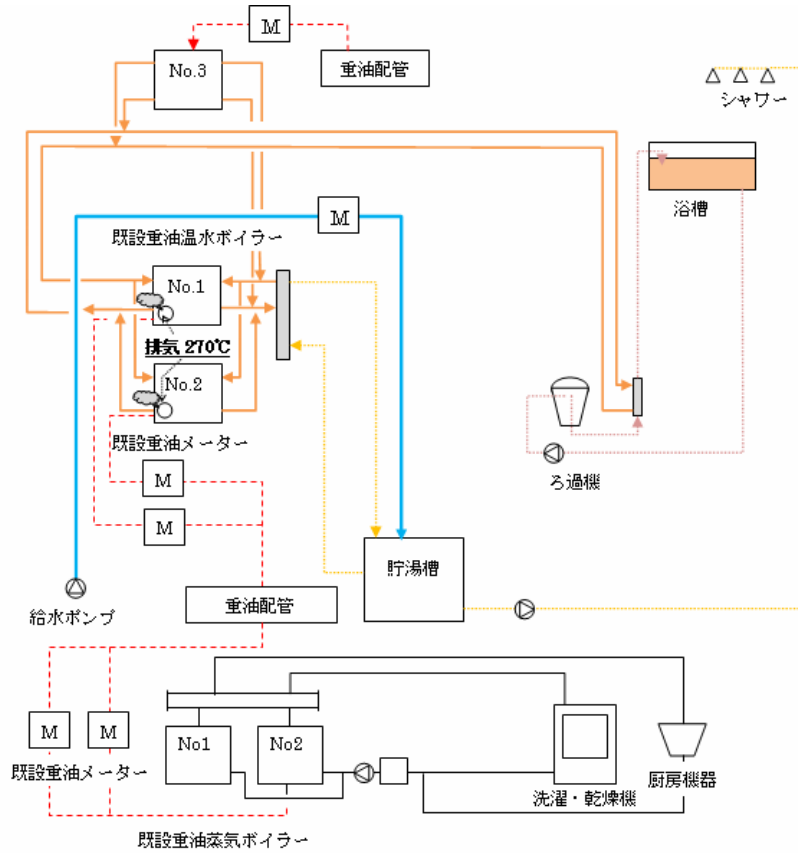 M
No.3
重油配管
シャワー
浴槽
M
既設重油温水ボイラー
No.1
排気 270℃
No.2
既設重油メーター
M
M
ろ過機
貯湯槽
重油配管
給水ポンプ
M
M
No1
No2
既設重油メーター
洗濯・乾燥機
厨房機器
既設重油蒸気ボイラー